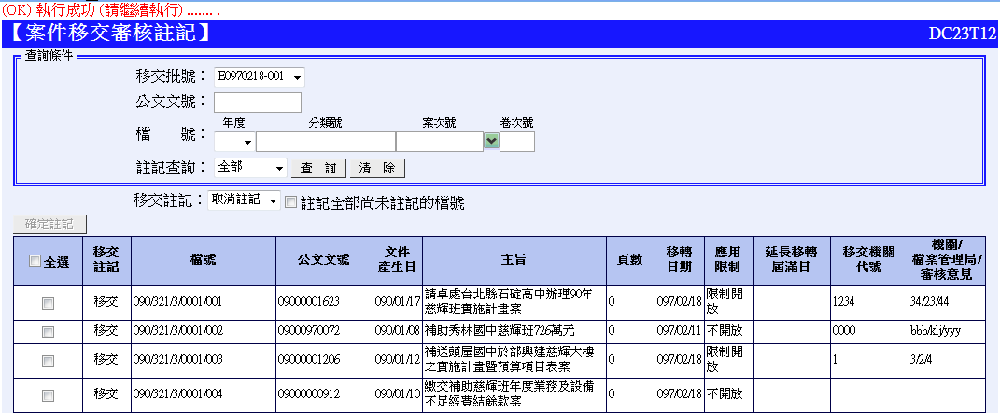 (OK) 執行成功 (請繼續執行) ....... .
【案件移交審核註記】 DC23T12
查詢條件
移交批號： E0970218-001
公文文號：
年度 分類號 案次號 卷次號
檔 號：
註記查詢： 全部 查 詢 清 除
移交註記： 取消註記 註記全部尚未註記的檔號
確定註記
全選 移交註記 檔號 公文文號 文件產生日 主旨 頁數 移轉日期 應用限制 延長移轉屆滿日 移交機關代號 機關/檔案管理局/審核意見
移交 090/321/3/0001/001 0900001623 090/01/17 請卓處台北縣石碇高中辦理90年慈輝班實施計畫案 0 097/02/18 限制開放 1234 34/23/44
移交 090/321/3/0001/002 09000970072 090/01/08 補助秀林國中慈輝班726萬元 0 097/02/11 不開放 0000 bbb/klj/yyy
移交 090/321/3/0001/003 09000001206 090/01/12 補送頭屋國中於部興建慈輝大樓之實施計畫暨預算項目表案 0 097/02/18 限制開放 1 3/2/4
移交 090/321/3/0001/004 09000000912 090/01/10 繳交補助慈輝班年度業務及設備不足經費結餘款案 0 097/02/18 不開放